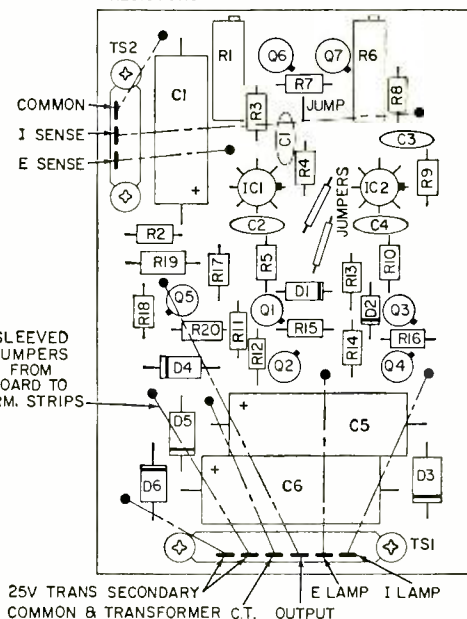 TS2
R1
Q6
Q7
R6
C1
R7
R8
COMMON
R3
JUMP
I SENSE
C1
C3
E SENSE
R4
R9
IC1
IC2
+
JUMPERS
C2
C4
R2
R19
R17
R5
R13
R10
D1
D2
R18
Q5
Q1
Q3
R20
R11
R15
R14
R16
R12
SLEEVED
JUMPERS
FROM
BOARD TO
TERM. STRIPS
D4
Q2
Q4
D5
+
C5
+
C6
D3
D6
TS1
25V TRANS SECONDARY
E LAMP
I LAMP
COMMON & TRANSFORMER C.T.
OUTPUT